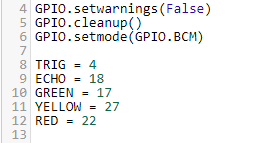 4 GPIO.setwarnings(False)
5 GPIO.cleanup()
6 GPIO.setmode(GPIO.BCM)
7
8 TRIG = 4
9 ECHO = 18
10 GREEN = 17
11 YELLOW = 27
12 RED = 22
13